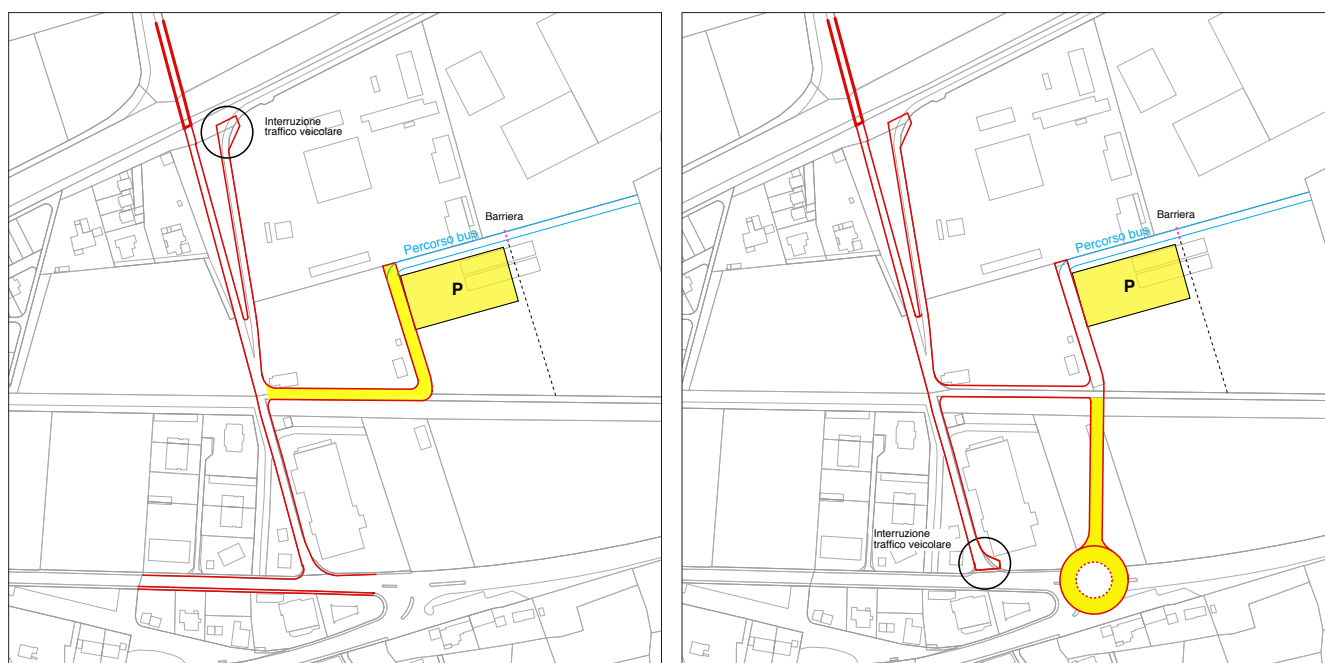 Interruzione
traffico veicolare
Barriera
Percorso bus
P
Barriera
Percorso bus
P
Interruzione
traffico veicolare